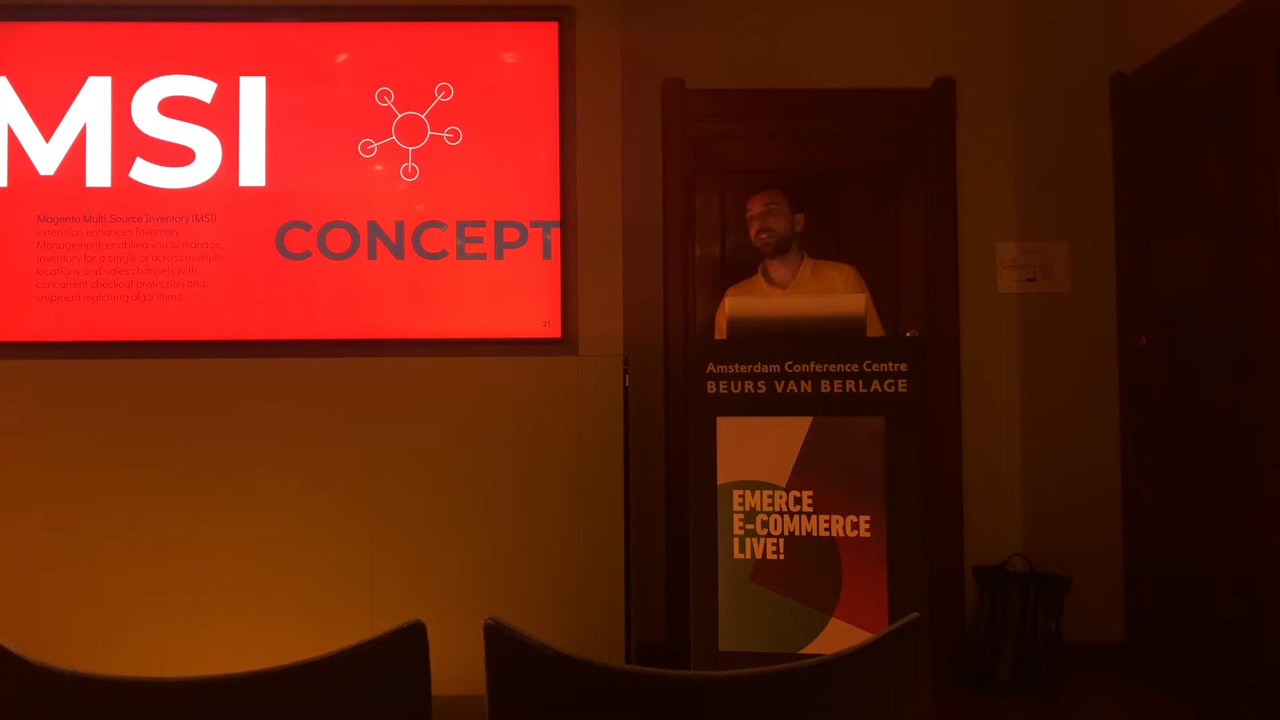 MSI
CONCEPT
Magento Multi Source Inventory (MSI)
extension enhances Inventory
Management, enabling you to manage
inventory for a single or across multiple
locations and sales channels with
concurrent checkout protection and
shipment matching algorithms.
21
Amsterdam Conference Centre
BEURS VAN BERLAGE
EMERCE
E-COMMERCE
LIVE!